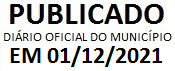 PUBLICADO
DIÁRIO OFICIAL DO MUNICÍPIO
EM 01/12/2021